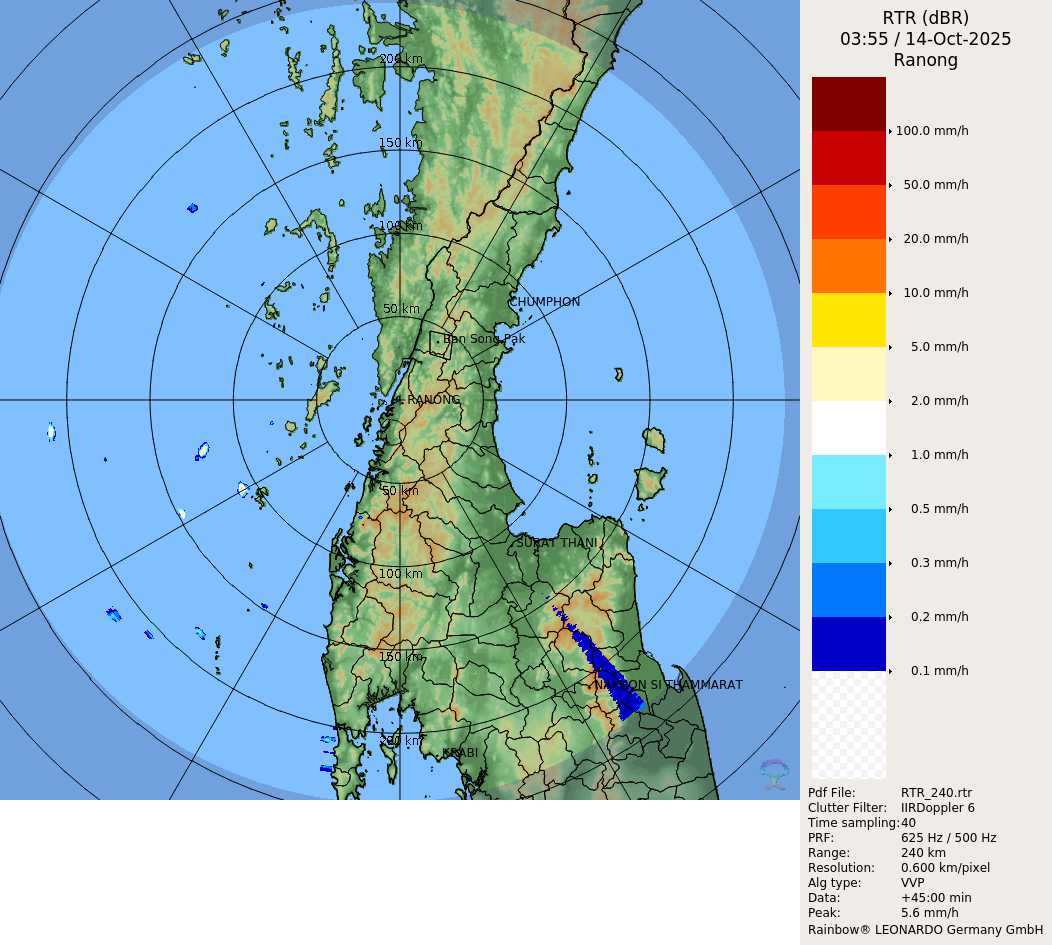 RTR (dBR)
03:55 / 14-Oct-2025
Ranong
100.0 mm/h
50.0 mm/h
20.0 mm/h
10.0 mm/h
5.0 mm/h
2.0 mm/h
1.0 mm/h
0.5 mm/h
0.3 mm/h
0.2 mm/h
0.1 mm/h
200 km
150 km
100 km
50 km
CHUMPHON
Ban Song Pak
RANONG
50 km
SURAT THANI
100 km
150 km
NAKHON SI THAMMARAT
200 km
KRABI
Pdf File: RTR_240.rtr
Clutter Filter: IIRDoppler 6
Time sampling:40
PRF: 625 Hz / 500 Hz
Range: 240 km
Resolution: 0.600 km/pixel
Alg type: VVP
Data: +45:00 min
Peak: 5.6 mm/h
Rainbow® LEONARDO Germany GmbH